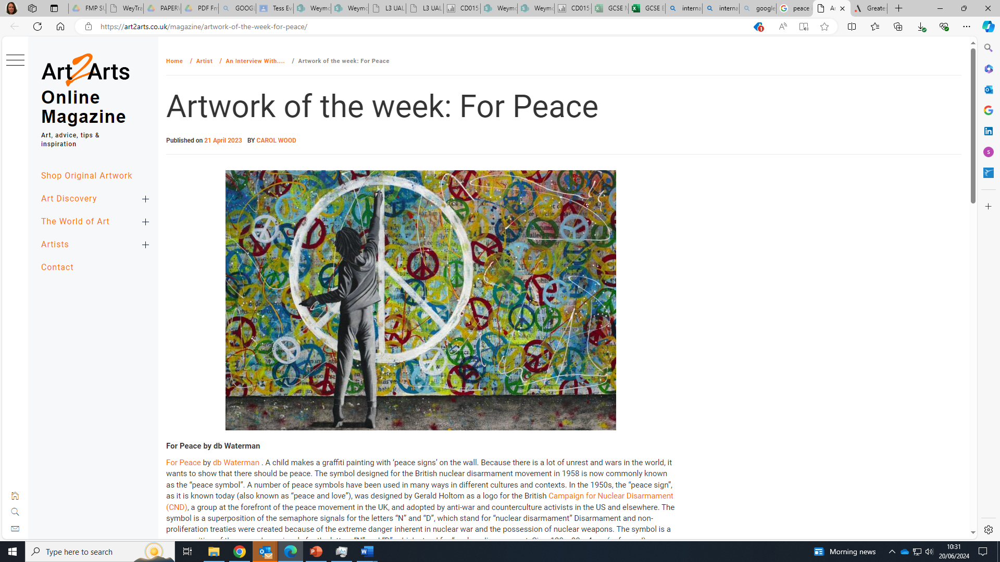 FMP SU
WeyTra
PAPERV
PDF Fm
GOOGL
Tess Ev
Weymo
Weymo
L3 UAL
L3 UAL
CD015
Weymo
Weymo
CD015
GCSE M
GCSE E
interna
interna
google
peace i
Ar
Greate
https://art2arts.co.uk/magazine/artwork-of-the-week-for-peace/
1
Art2Arts
Online
Magazine
Art, advice, tips &
inspiration
Shop Original Artwork
Art Discovery
The World of Art
Artists
Contact
Home / Artist / An Interview With.... / Artwork of the week: For Peace
Artwork of the week: For Peace
Published on 21 April 2023 BY CAROL WOOD
For Peace by db Waterman
For Peace by db Waterman . A child makes a graffiti painting with ‘peace signs’ on the wall. Because there is a lot of unrest and wars in the world, it
wants to show that there should be peace. The symbol designed for the British nuclear disarmament movement in 1958 is now commonly known
as the “peace symbol”. A number of peace symbols have been used in many ways in different cultures and contexts. In the 1950s, the “peace sign”,
as it is known today (also known as “peace and love”), was designed by Gerald Holtom as a logo for the British Campaign for Nuclear Disarmament
(CND), a group at the forefront of the peace movement in the UK, and adopted by anti-war and counterculture activists in the US and elsewhere. The
symbol is a superposition of the semaphore signals for the letters “N” and “D”, which stand for “nuclear disarmament” Disarmament and non-
proliferation treaties were created because of the extreme danger inherent in nuclear war and the possession of nuclear weapons. The symbol is a
S
Type here to search
Morning news
10:31
20/06/2024